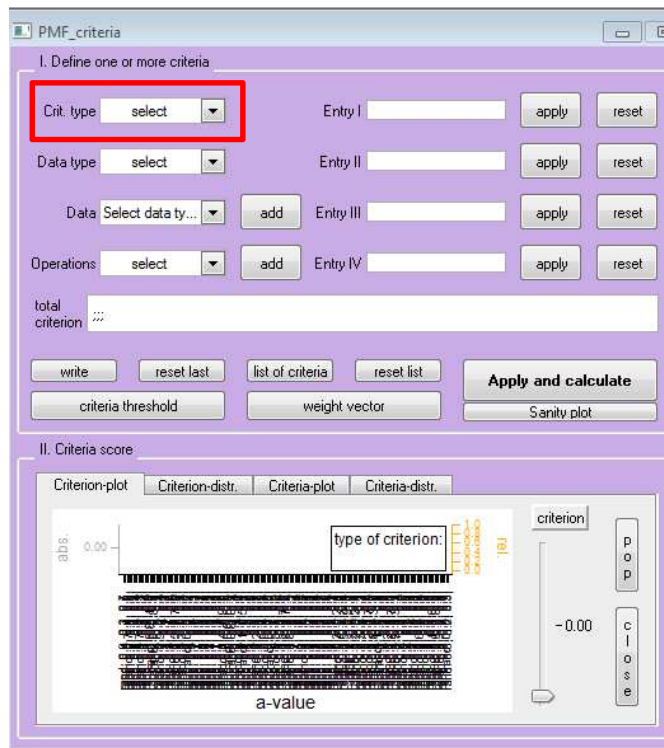 PMF_criteria
I. Define one or more criteria
Crit. type select Entry I apply reset
Data type select Entry II apply reset
Data Select data ty... add Entry III apply reset
Operations select add Entry IV apply reset
total
criterion ;;;
write reset last list of criteria reset list Apply and calculate
criteria threshold weight vector Sanity plot
II. Criteria score
Criterion-plot Criterion-distr. Criteria-plot Criteria-distr.
criterion
type of criterion:
abs.
0.00
1.0
rel.
pop
-0.00
close
a-value